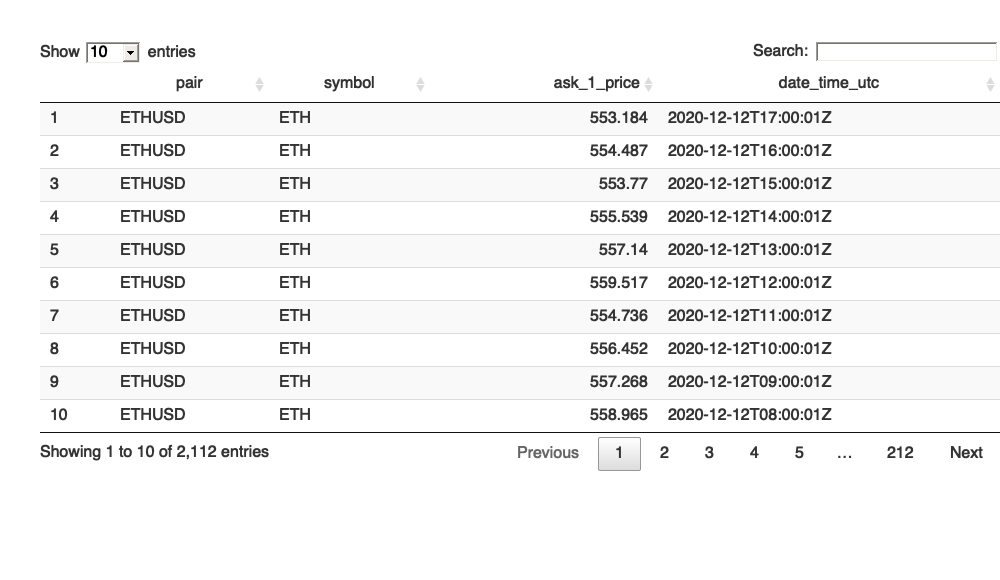 Show 10 entries Search:
pair symbol ask_1_price date_time_utc
1 ETHUSD ETH 553.184 2020-12-12T17:00:01Z
2 ETHUSD ETH 554.487 2020-12-12T16:00:01Z
3 ETHUSD ETH 553.77 2020-12-12T15:00:01Z
4 ETHUSD ETH 555.539 2020-12-12T14:00:01Z
5 ETHUSD ETH 557.14 2020-12-12T13:00:01Z
6 ETHUSD ETH 559.517 2020-12-12T12:00:01Z
7 ETHUSD ETH 554.736 2020-12-12T11:00:01Z
8 ETHUSD ETH 556.452 2020-12-12T10:00:01Z
9 ETHUSD ETH 557.268 2020-12-12T09:00:01Z
10 ETHUSD ETH 558.965 2020-12-12T08:00:01Z
Showing 1 to 10 of 2,112 entries Previous 1 2 3 4 5 … 212 Next